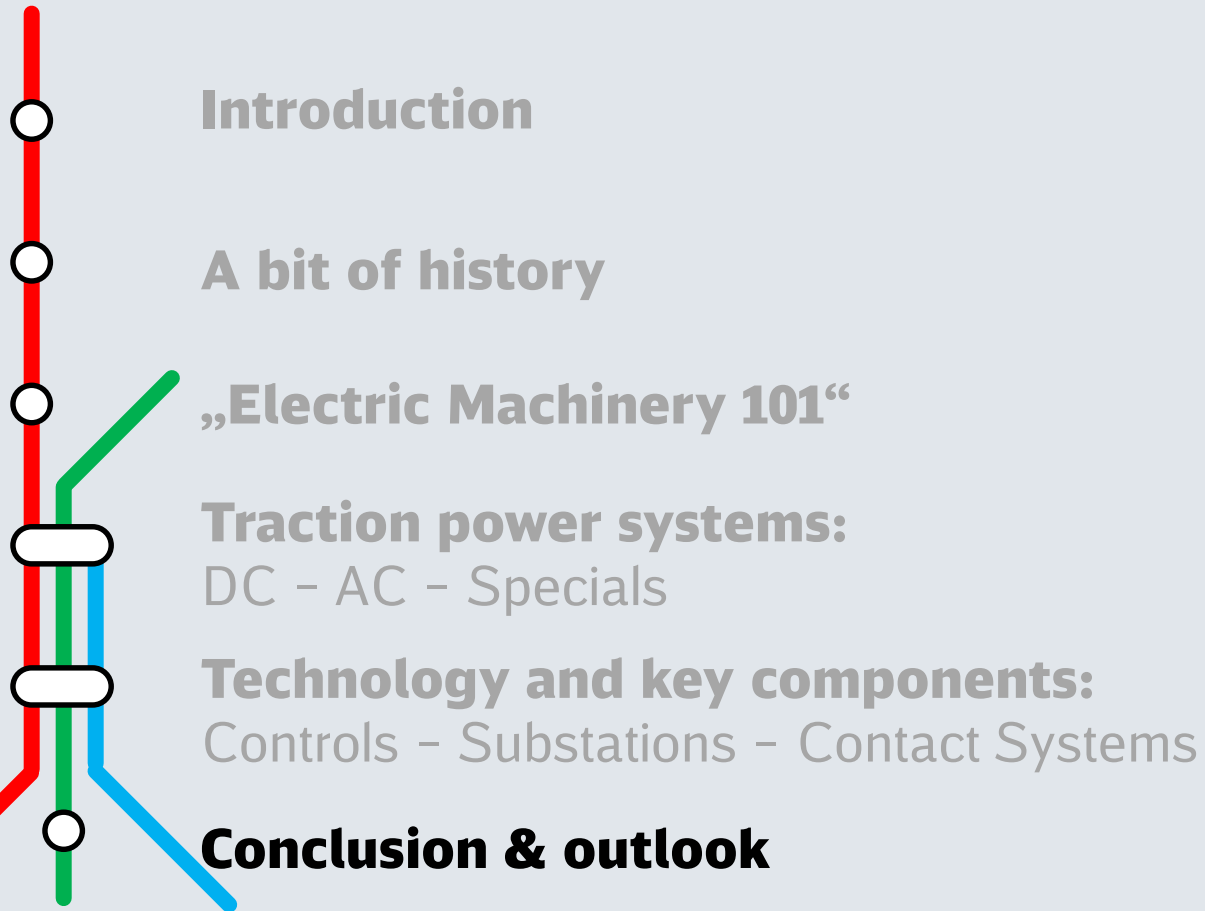 Introduction
A bit of history
„Electric Machinery 101“
Traction power systems:
DC – AC – Specials
Technology and key components:
Controls – Substations – Contact Systems
Conclusion & outlook